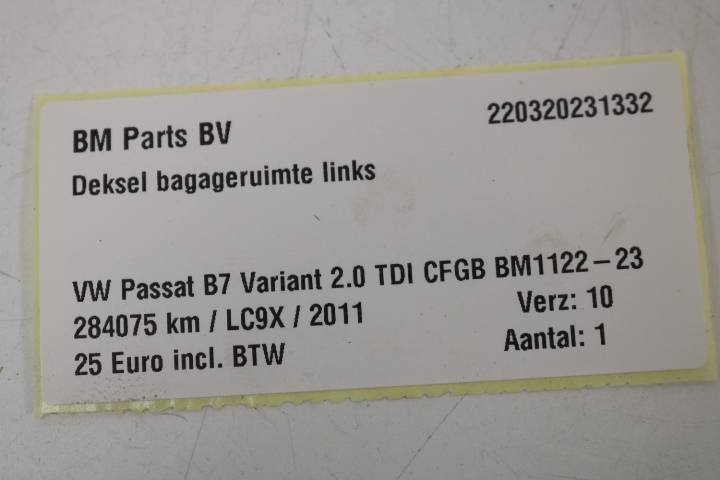 BM Parts BV 220320231332
Deksel bagageruimte links
VW Passat B7 Variant 2.0 TDI CFGB BM1122-23
284075 km / LC9X / 2011 Verz: 10
25 Euro incl. BTW Aantal: 1